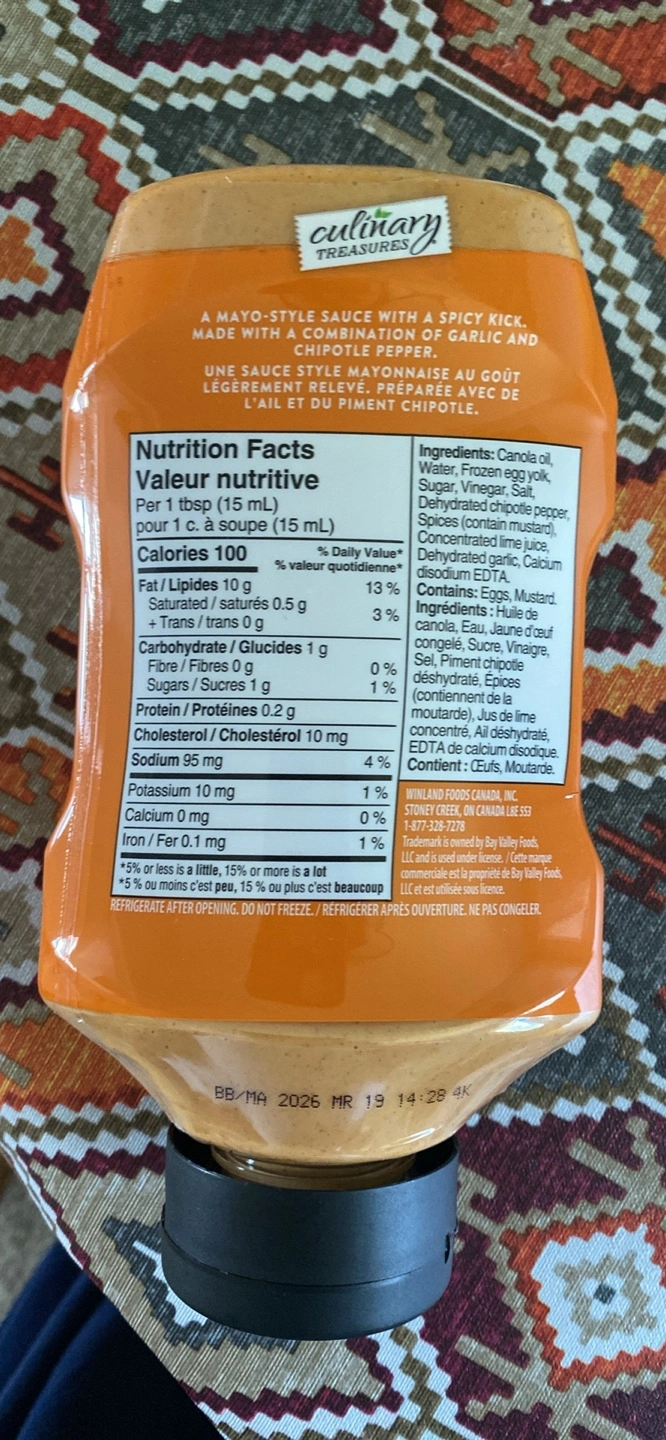 culinary
TREASURES®
A MAYO-STYLE SAUCE WITH A SPICY KICK.
MADE WITH A COMBINATION OF GARLIC AND
CHIPOTLE PEPPER.
UNE SAUCE STYLE MAYONNAISE AU GOÛT
LÉGÈREMENT RELEVÉ. PRÉPARÉE AVEC DE
L'AIL ET DU PIMENT CHIPOTLE.
Nutrition Facts
Valeur nutritive
Per 1 tbsp (15 mL)
pour 1 c. à soupe (15 mL)
Calories 100 % Daily Value*
% valeur quotidienne*
Fat / Lipides 10 g 13 %
Saturated / saturés 0.5 g
+ Trans / trans 0 g 3 %
Carbohydrate / Glucides 1 g
Fibre / Fibres 0 g 0 %
Sugars / Sucres 1 g 1 %
Protein / Protéines 0.2 g
Cholesterol / Cholestérol 10 mg
Sodium 95 mg 4 %
Potassium 10 mg 1 %
Calcium 0 mg 0 %
Iron / Fer 0.1 mg 1 %
*5% or less is a little, 15% or more is a lot
*5 % ou moins c'est peu, 15 % ou plus c'est beaucoup
Ingredients: Canola oil,
Water, Frozen egg yolk,
Sugar, Vinegar, Salt,
Dehydrated chipotle pepper,
Spices (contain mustard),
Concentrated lime juice,
Dehydrated garlic, Calcium
disodium EDTA.
Contains: Eggs, Mustard.
Ingrédients : Huile de
canola, Eau, Jaune d'œuf
congelé, Sucre, Vinaigre,
Sel, Piment chipotle
déshydraté, Épices
(contiennent de la
moutarde), Jus de lime
concentré, Ail déshydraté,
EDTA de calcium disodique.
Contient : Œufs, Moutarde.
WINLAND FOODS CANADA, INC.
STONEY CREEK, ON CANADA L8E 5S3
1-877-328-7278
Trademark is owned by Bay Valley Foods,
LLC and is used under license. / Cette marque
commerciale est la propriété de Bay Valley Foods,
LLC et est utilisée sous licence.
REFRIGERATE AFTER OPENING. DO NOT FREEZE. / RÉFRIGÉRER APRÈS OUVERTURE. NE PAS CONGELER.
BB/MA 2026 MR 19 14:28 4K